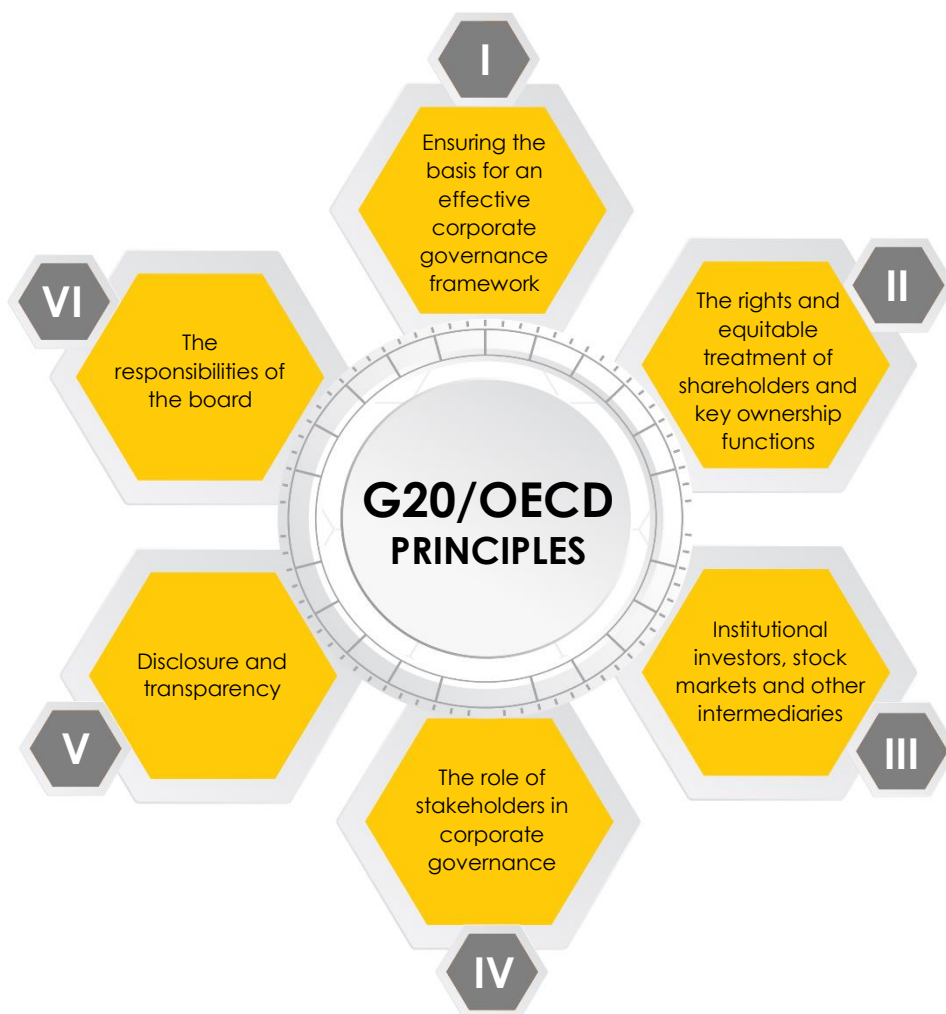 I
Ensuring the
basis for an
effective
corporate
governance
framework
II
The rights and
equitable
treatment of
shareholders and
key ownership
functions
III
Institutional
investors, stock
markets and other
intermediaries
IV
The role of
stakeholders in
corporate
governance
V
Disclosure and
transparency
VI
The
responsibilities of
the board
G20/OECD
PRINCIPLES